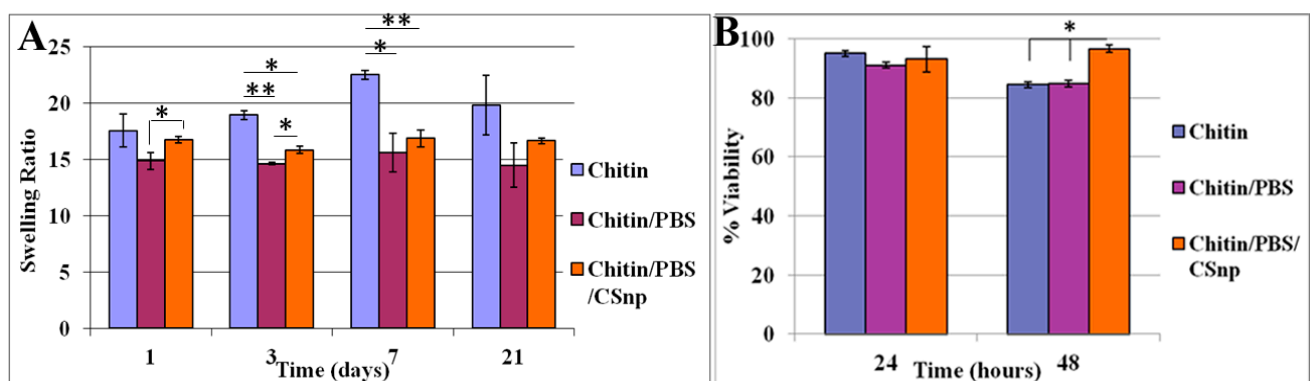 A
25
20
15
10
5
0
Swelling Ratio
*
*
**
*
**
*
1
3
7
21
Time (days)
Chitin
Chitin/PBS
Chitin/PBS
/CSnp
B
100
80
60
40
20
0
% Viability
*
24
48
Time (hours)
Chitin
Chitin/PBS
Chitin/PBS/
CSnp